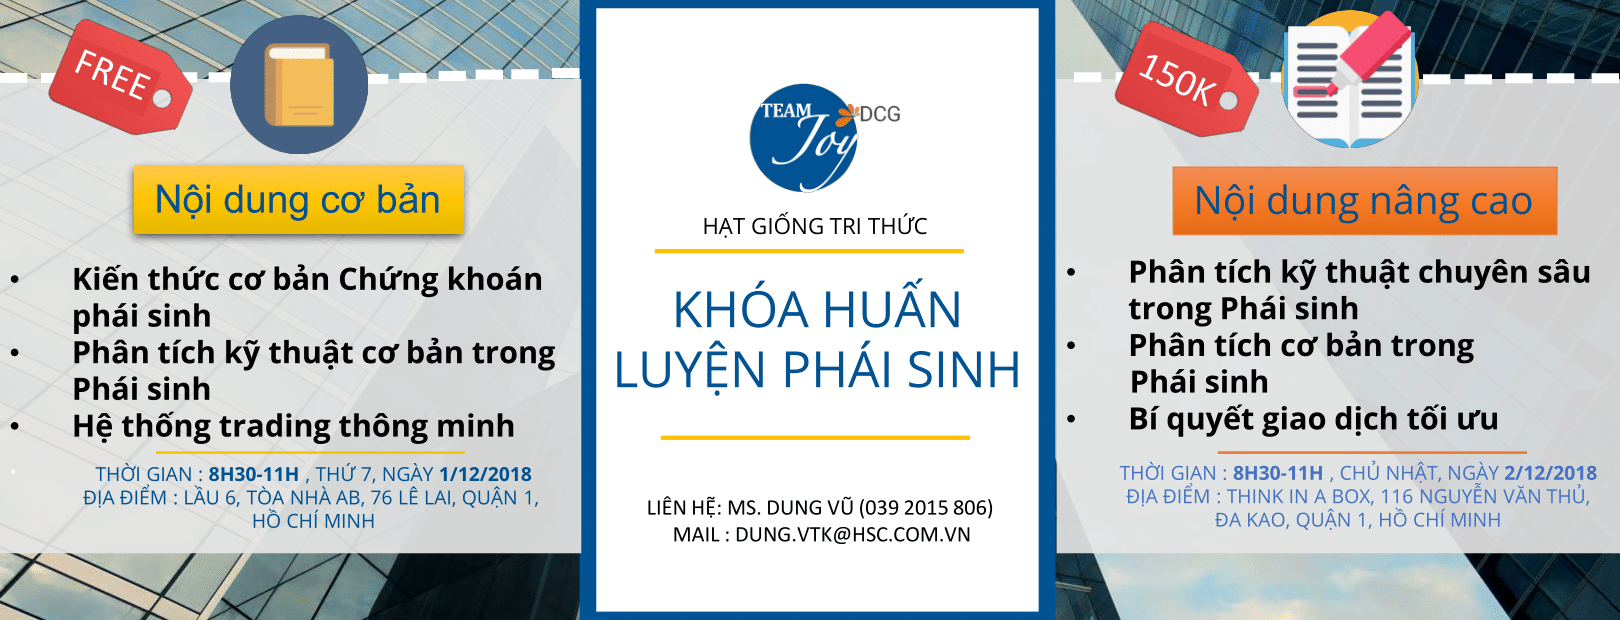 FREE
Nội dung cơ bản
• Kiến thức cơ bản Chứng khoán
phái sinh
• Phân tích kỹ thuật cơ bản trong
Phái sinh
• Hệ thống trading thông minh
THỜI GIAN : 8H30-11H , THỨ 7, NGÀY 1/12/2018
ĐỊA ĐIỂM : LẦU 6, TÒA NHÀ AB, 76 LÊ LAI, QUẬN 1,
HỒ CHÍ MINH
TEAM
Joy
DCG
HẠT GIỐNG TRI THỨC
KHÓA HUẤN
LUYỆN PHÁI SINH
LIÊN HỆ: MS. DUNG VŨ (039 2015 806)
MAIL : DUNG.VTK@HSC.COM.VN
150K
Nội dung nâng cao
• Phân tích kỹ thuật chuyên sâu
trong Phái sinh
• Phân tích cơ bản trong
Phái sinh
• Bí quyết giao dịch tối ưu
THỜI GIAN : 8H30-11H , CHỦ NHẬT, NGÀY 2/12/2018
ĐỊA ĐIỂM : THINK IN A BOX, 116 NGUYỄN VĂN THỦ,
ĐA KAO, QUẬN 1, HỒ CHÍ MINH